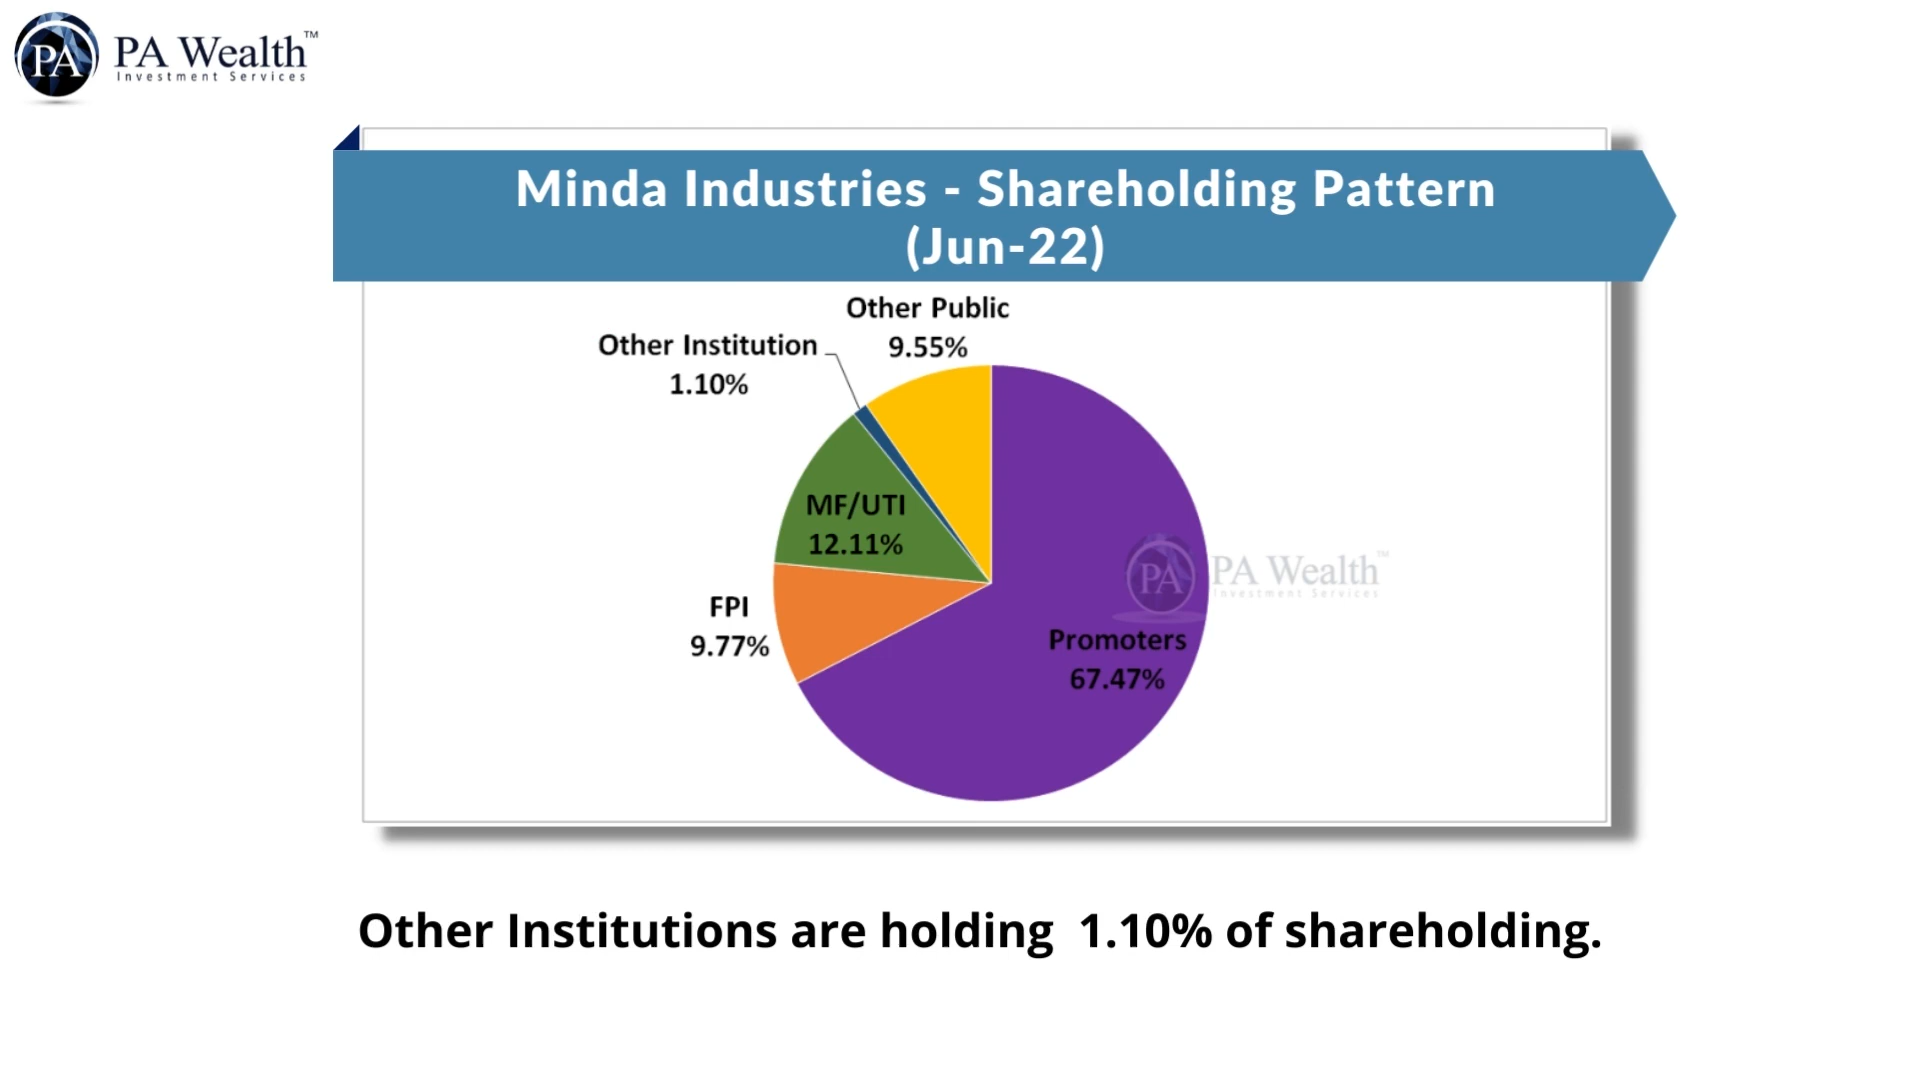 PA
PA Wealth™
Investment Services
Minda Industries - Shareholding Pattern
(Jun-22)
Other Public
9.55%
Other Institution
1.10%
MF/UTI
12.11%
FPI
9.77%
PA
PA Wealth™
Investment Services
Promoters
67.47%
Other Institutions are holding  1.10% of shareholding.